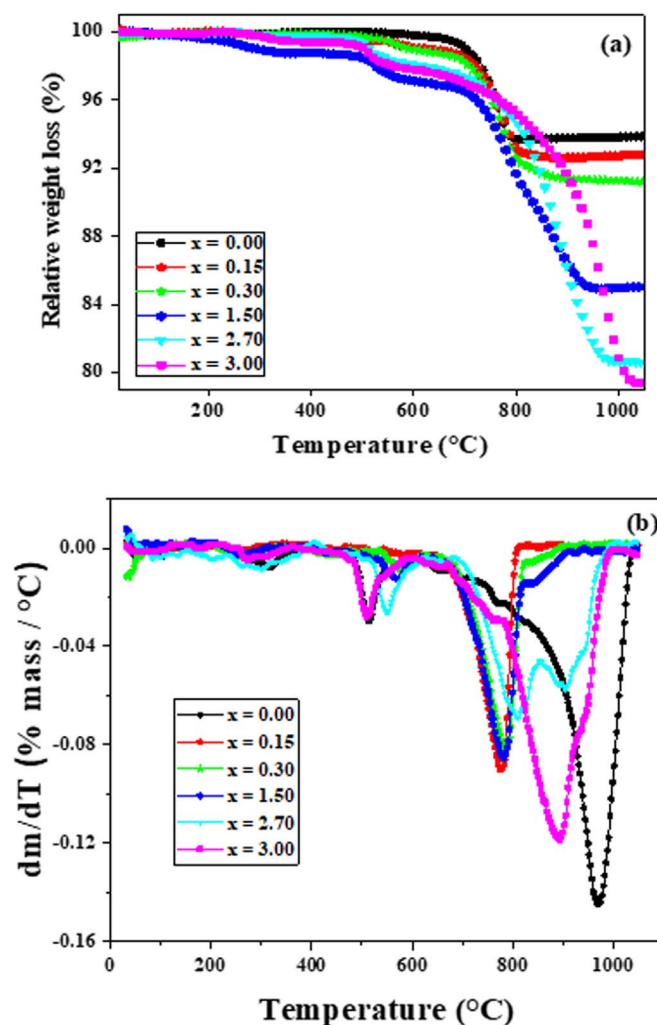 (a)
100
96
92
88
84
80
Relative weight loss (%)
x = 0.00
x = 0.15
x = 0.30
x = 1.50
x = 2.70
x = 3.00
200
400
600
800
1000
Temperature (°C)
(b)
0.00
-0.04
-0.08
-0.12
-0.16
dm/dT (% mass / °C)
x = 0.00
x = 0.15
x = 0.30
x = 1.50
x = 2.70
x = 3.00
0
200
400
600
800
1000
Temperature (°C)